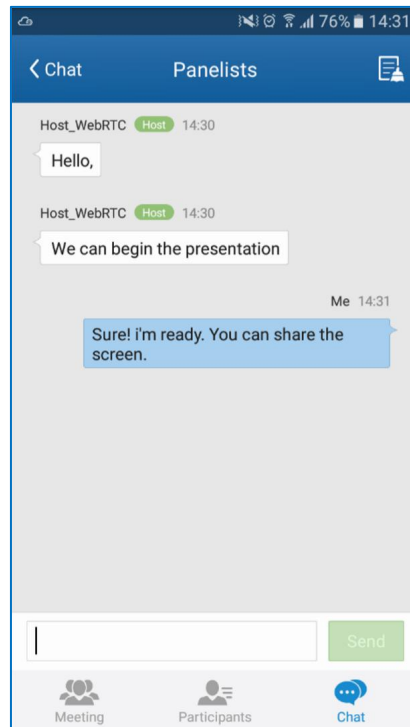 76% 14:31
Chat Panelists
Host_WebRTC Host 14:30
Hello,
Host_WebRTC Host 14:30
We can begin the presentation
Me 14:31
Sure! i'm ready. You can share the
screen.
Send
Meeting Participants Chat